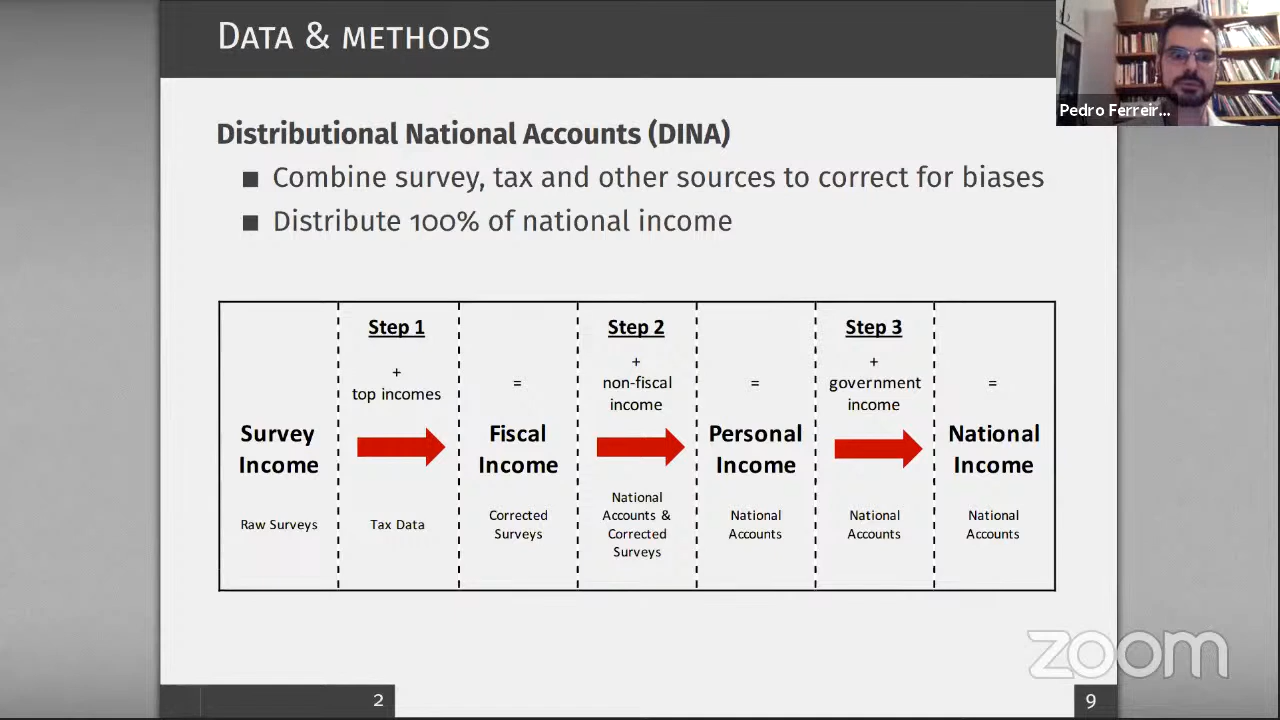 DATA & METHODS
Pedro Ferreir...
Distributional National Accounts (DINA)
Combine survey, tax and other sources to correct for biases
Distribute 100% of national income
Survey
Income
Raw Surveys
Step 1
+
top incomes
Tax Data
=
Fiscal
Income
Corrected
Surveys
Step 2
+
non-fiscal
income
National
Accounts &
Corrected
Surveys
=
Personal
Income
National
Accounts
Step 3
+
government
income
National
Accounts
=
National
Income
National
Accounts
zoom
2
9